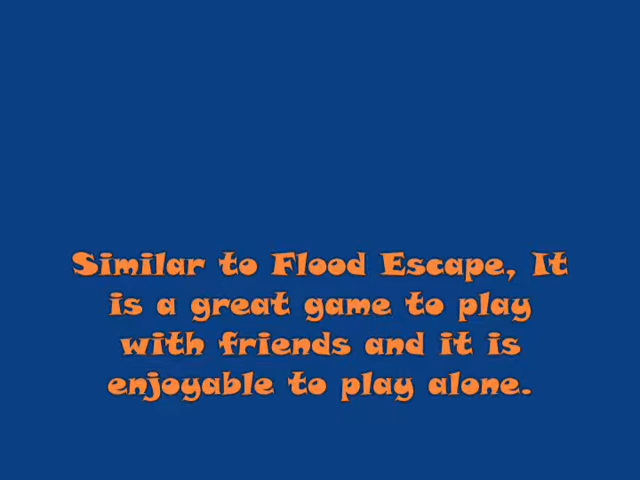 Similar to Flood Escape, It
is a great game to play
with friends and it is
enjoyable to play alone.